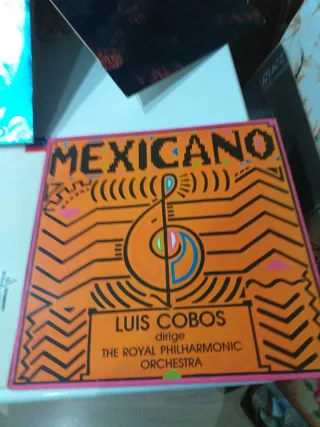 MEXICANO
LUIS COBOS
dirige
THE ROYAL PHILHARMONIC
ORCHESTRA